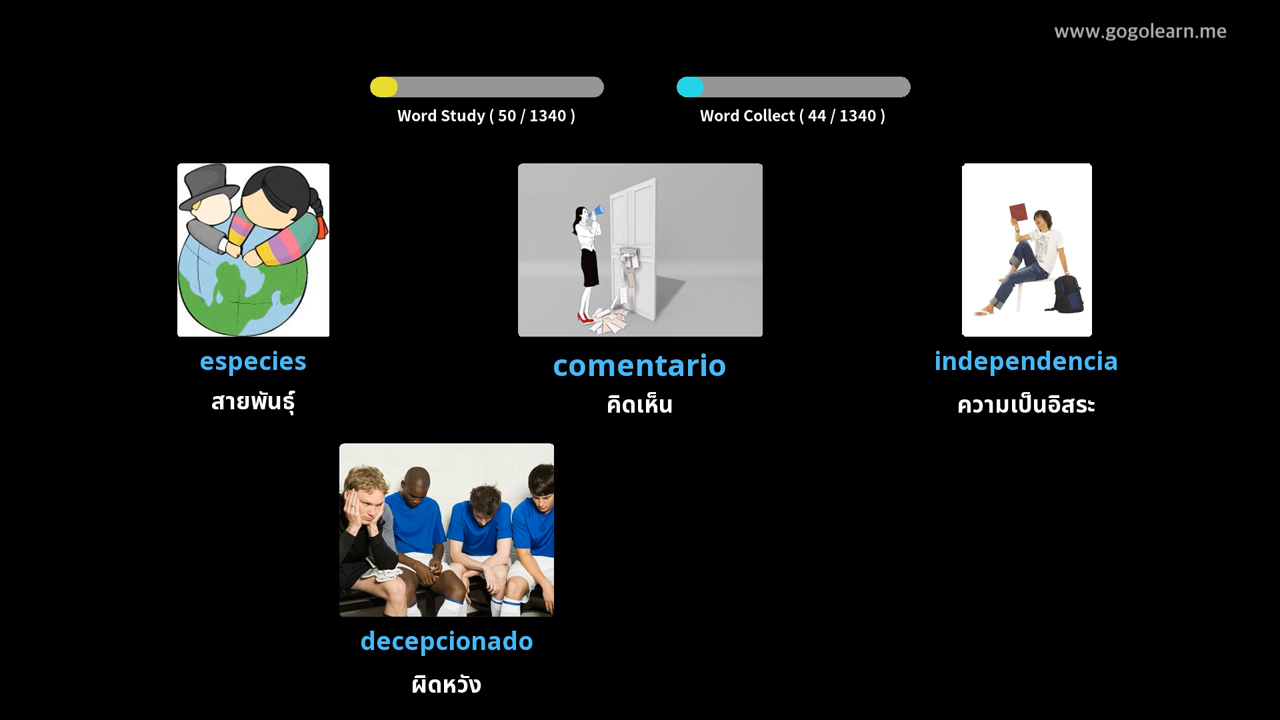 www.gogolearn.me
Word Study ( 50 / 1340 )
Word Collect ( 44 / 1340 )
especies
สายพันธุ์
comentario
คิดเห็น
independencia
ความเป็นอิสระ
decepcionado
ผิดหวัง